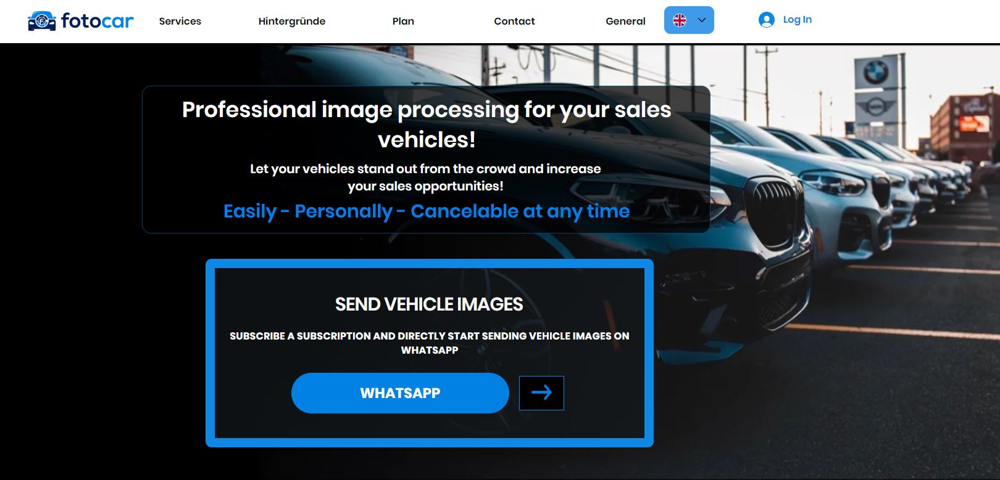 fotocar
Services
Hintergründe
Plan
Contact
General
Log In
Professional image processing for your sales
vehicles!
Let your vehicles stand out from the crowd and increase
your sales opportunities!
Easily - Personally - Cancelable at any time
SEND VEHICLE IMAGES
SUBSCRIBE A SUBSCRIPTION AND DIRECTLY START SENDING VEHICLE IMAGES ON
WHATSAPP
WHATSAPP